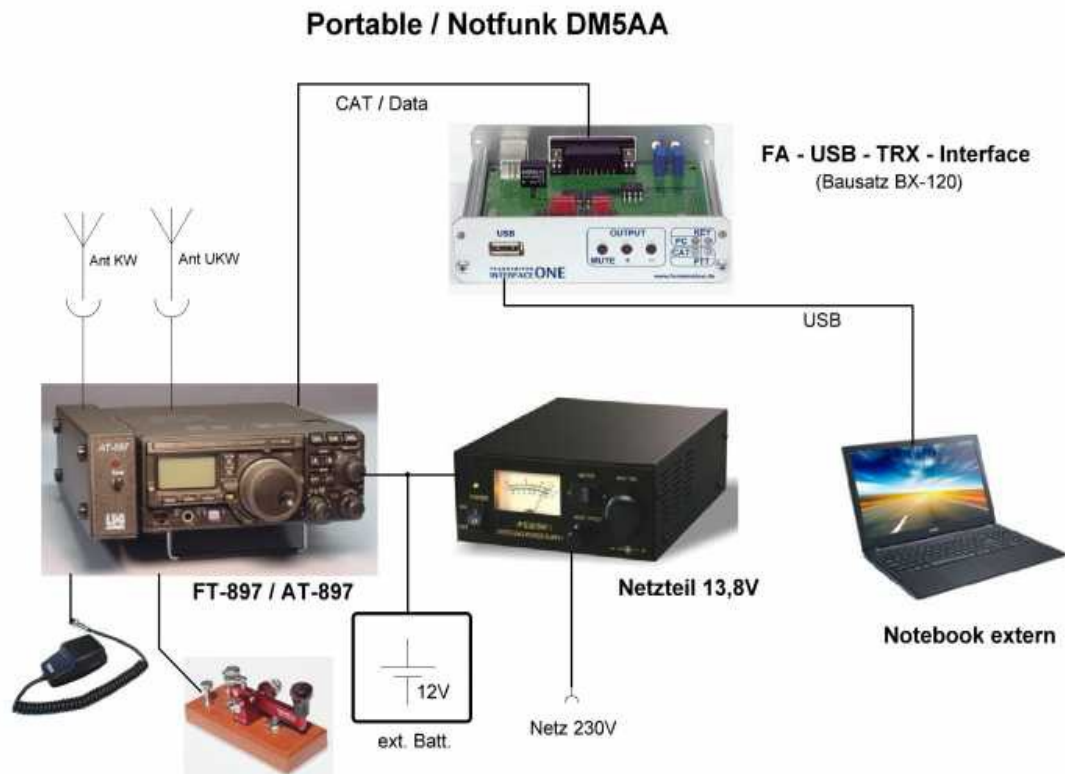 Portable / Notfunk DM5AA
CAT / Data
FA - USB - TRX - Interface
(Bausatz BX-120)
USB
OUTPUT
MUTE + -
KEY
PC
CAT
PTT
INTERFACE ONE
Ant KW
Ant UKW
USB
AT-897
LDG
FT-897 / AT-897
Netzteil 13,8V
Notebook extern
12V
ext. Batt.
Netz 230V